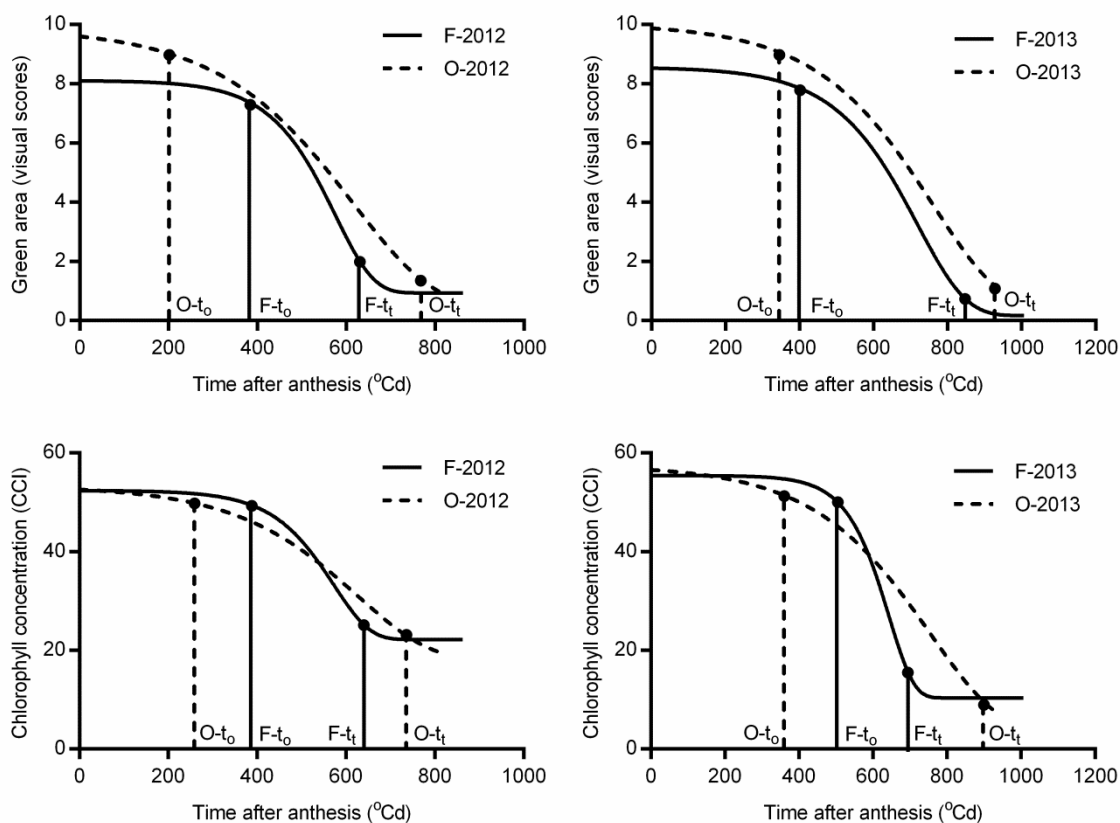 Green area (visual scores)
10
8
6
4
2
0
F-2012
O-2012
O-tₒ
F-tₒ
F-tₜ
O-tₜ
0 200 400 600 800 1000
Time after anthesis (ºCd)
Green area (visual scores)
10
8
6
4
2
0
F-2013
O-2013
O-tₒ
F-tₒ
F-tₜ
O-tₜ
0 200 400 600 800 1000 1200
Time after anthesis (ºCd)
Chlorophyll concentration (CCI)
60
40
20
0
F-2012
O-2012
O-tₒ
F-tₒ
F-tₜ
O-tₜ
0 200 400 600 800 1000
Time after anthesis (ºCd)
Chlorophyll concentration (CCI)
60
40
20
0
F-2013
O-2013
O-tₒ
F-tₒ
F-tₜ
O-tₜ
0 200 400 600 800 1000 1200
Time after anthesis (ºCd)